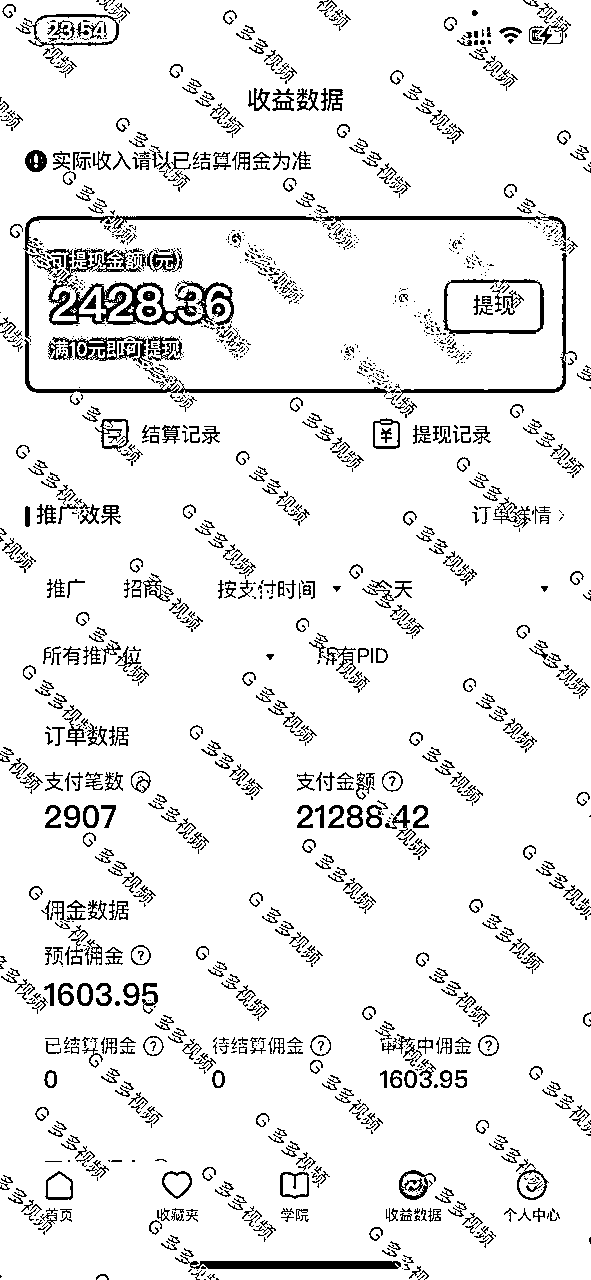 23:54
收益数据
实际收入请以已结算佣金为准
可提现金额(元)
2428.36
提现
满10元即可提现
结算记录
提现记录
推广效果
订单详情 >
推广 招商 按支付时间 今天
所有推广位 所有PID
订单数据
支付笔数 ? 支付金额 ?
2907 21288.42
佣金数据
预估佣金 ?
1603.95
已结算佣金 ? 待结算佣金 ? 审核中佣金 ?
0 0 1603.95
首页 收藏夹 学院 收益数据 个人中心
G 多多视频